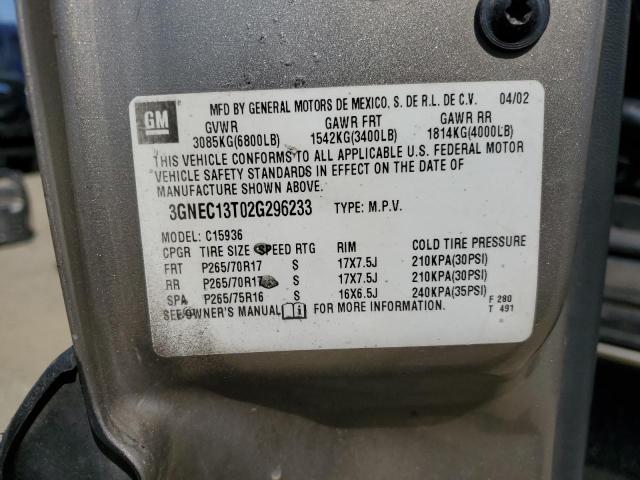 GM
MFD BY GENERAL MOTORS DE MEXICO, S. DE R.L. DE C.V. 04/02
GVWR GAWR FRT GAWR RR
3085KG(6800LB) 1542KG(3400LB) 1814KG(4000LB)
THIS VEHICLE CONFORMS TO ALL APPLICABLE U.S. FEDERAL MOTOR
VEHICLE SAFETY STANDARDS IN EFFECT ON THE DATE OF
MANUFACTURE SHOWN ABOVE.
3GNEC13T02G296233 TYPE: M.P.V.
MODEL: C15936
CPGR TIRE SIZE SPEED RTG RIM COLD TIRE PRESSURE
FRT P265/70R17 S 17X7.5J 210KPA(30PSI)
RR P265/70R17 S 17X7.5J 210KPA(30PSI)
SPA P265/75R16 S 16X6.5J 240KPA(35PSI)
SEE OWNER'S MANUAL FOR MORE INFORMATION.
F 280
T 491